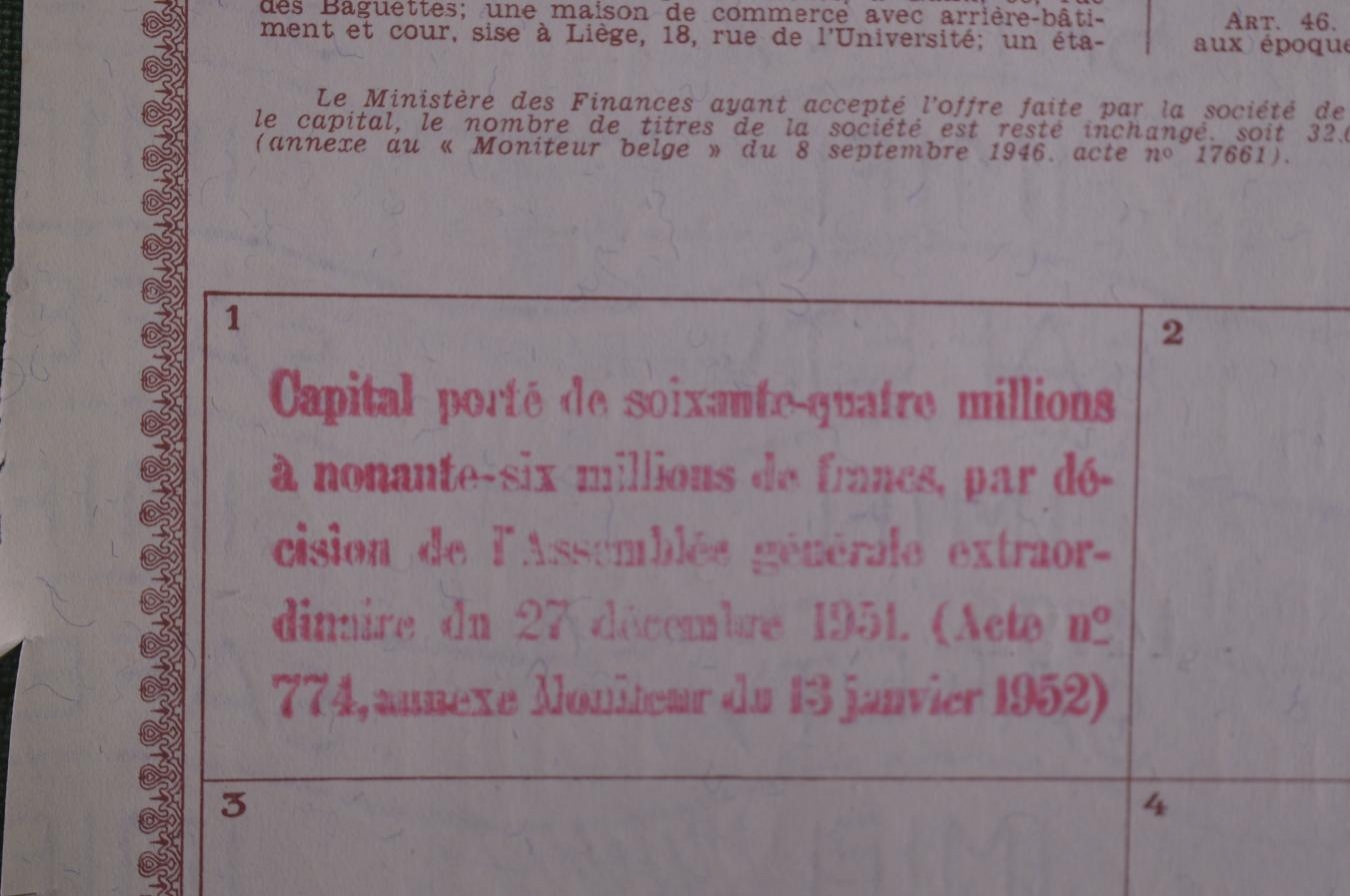 des Baguettes; une maison de commerce avec arrière-bâti-
ment et cour, sise à Liège, 18, rue de l'Université; un éta-
ART. 46.
aux époque
Le Ministère des Finances ayant accepté l'offre faite par la société de
le capital, le nombre de titres de la société est resté inchangé, soit 32.
(annexe au « Moniteur belge » du 8 septembre 1946. acte nº 17661).
1
Capital porté de soixante-quatre millions
à nonante-six millions de francs, par dé-
cision de l'Assemblée générale extraor-
dinaire du 27 décembre 1951. (Acte nº
774, annexe Moniteur du 13 janvier 1952)
2
3
4